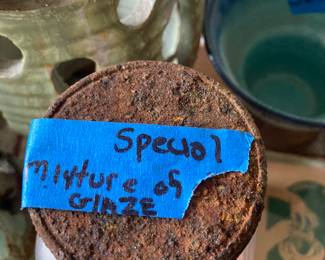 Special
Mixture of
GLAZE